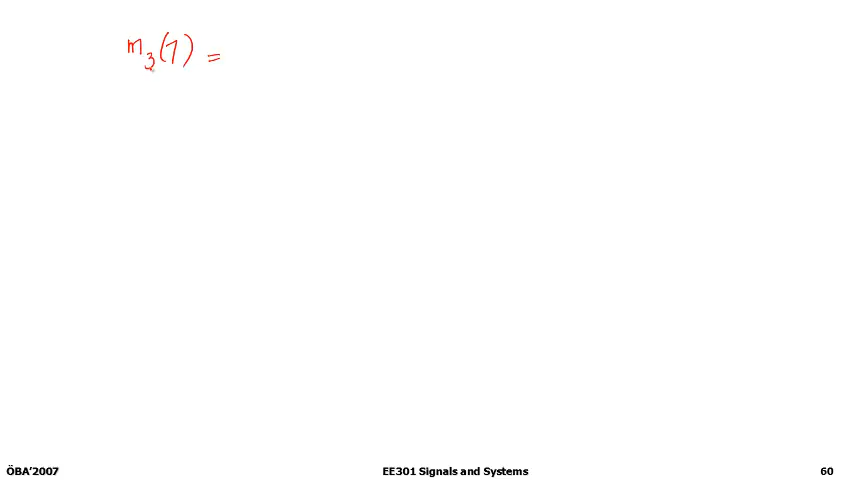 m₃(7) =
ÖBA'2007 EE301 Signals and Systems 60